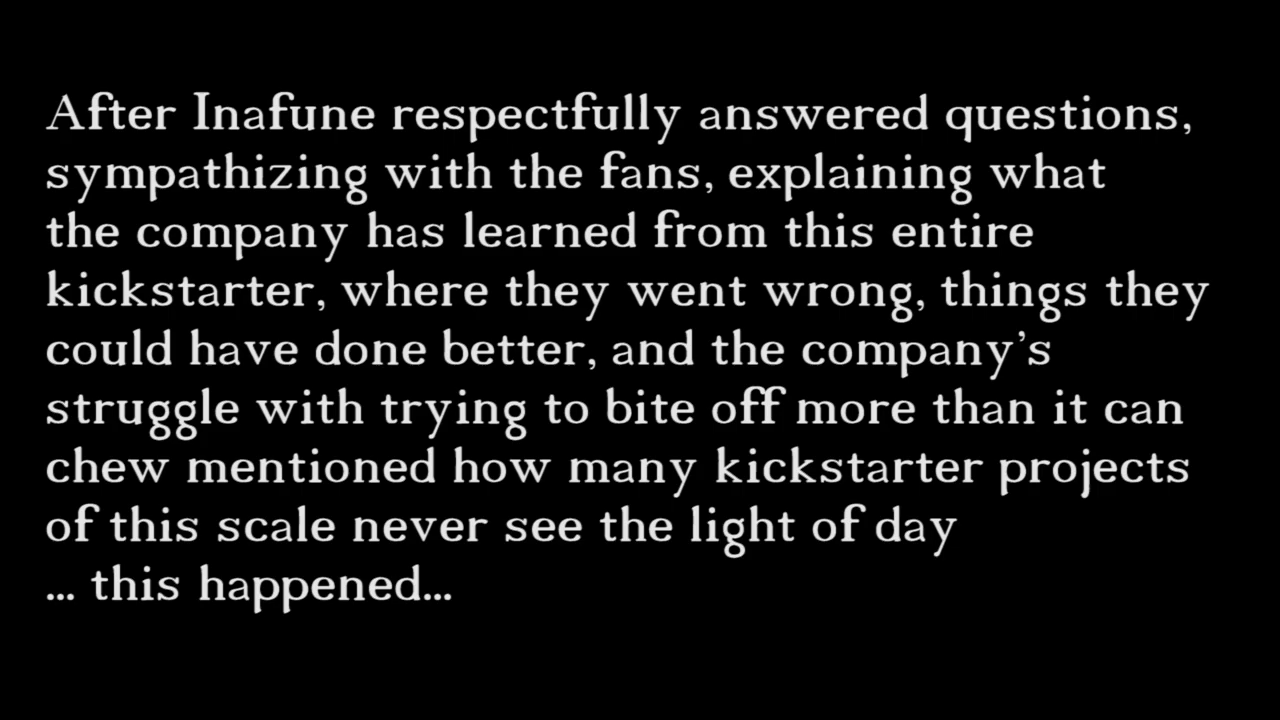 After Inafune respectfully answered questions,
sympathizing with the fans, explaining what
the company has learned from this entire
kickstarter, where they went wrong, things they
could have done better, and the company's
struggle with trying to bite off more than it can
chew mentioned how many kickstarter projects
of this scale never see the light of day
... this happened...